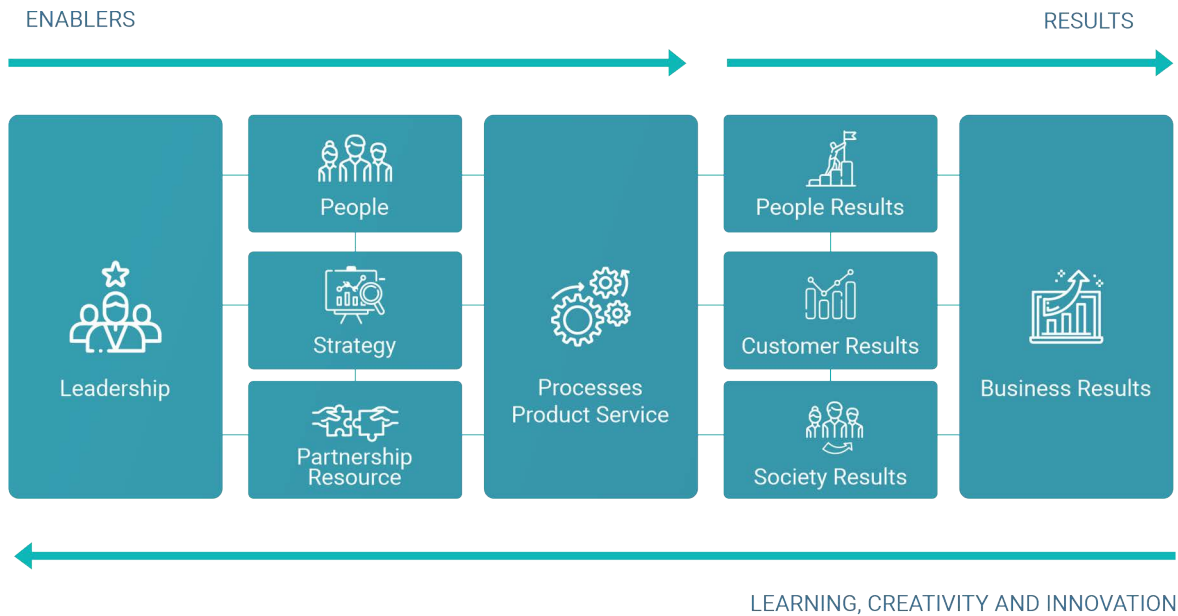 ENABLERS
RESULTS
People
People Results
Strategy
Customer Results
Leadership
Processes
Product Service
Business Results
Partnership
Resource
Society Results
LEARNING, CREATIVITY AND INNOVATION